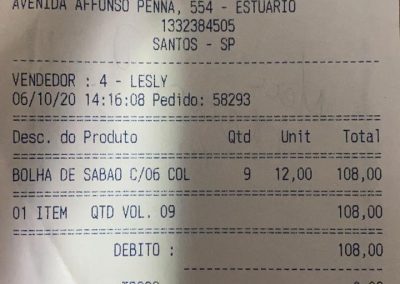 AVENIDA AFFONSO PENNA, 554 - ESTUARIO
1332384505
SANTOS - SP
VENDEDOR : 4 - LESLY
06/10/20 14:16:08 Pedido: 58293
Desc. do Produto Qtd Unit Total
BOLHA DE SABAO C/06 COL 9 12,00 108,00
01 ITEM QTD VOL. 09 108,00
DEBITO : 108,00